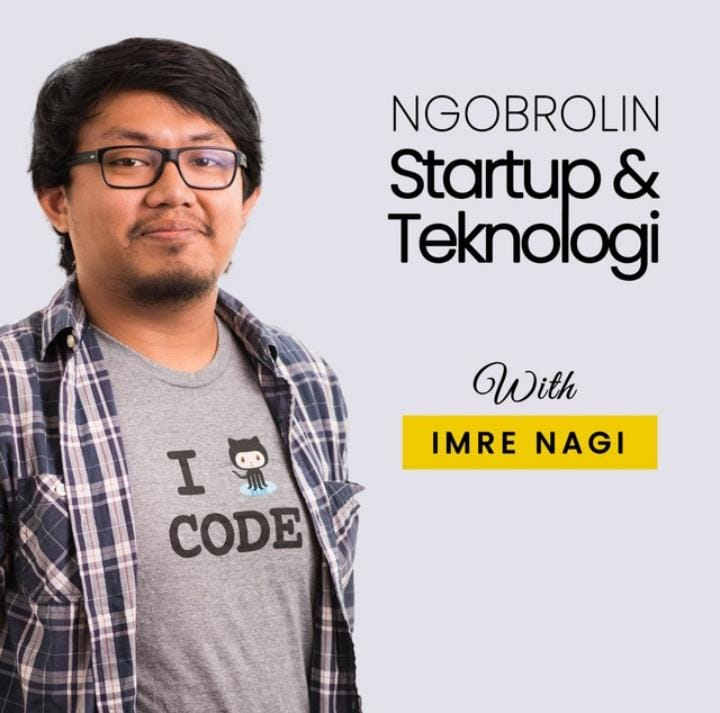 NGOBROLIN
Startup &
Teknologi
With
IMRE NAGI
I
CODE